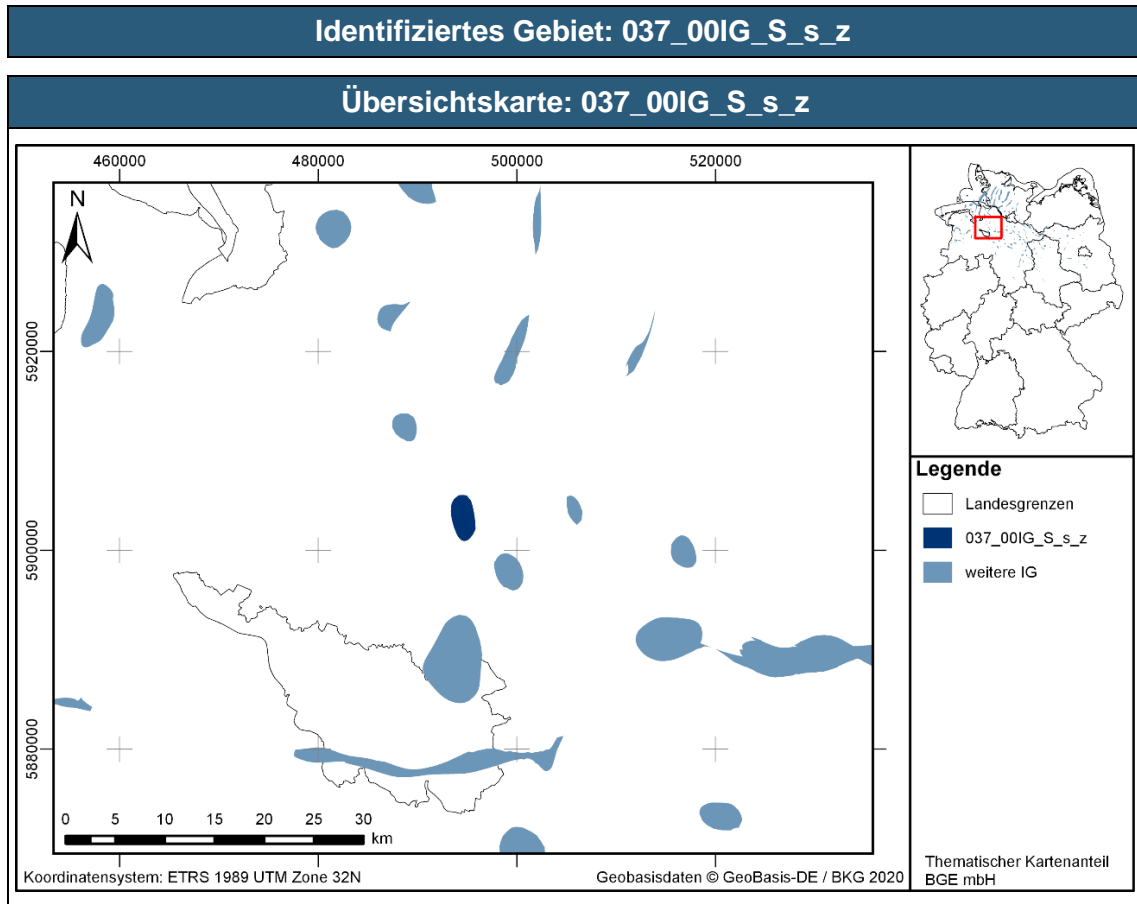 Identifiziertes Gebiet: 037_00IG_S_s_z
Übersichtskarte: 037_00IG_S_s_z
460000
480000
500000
520000
N
5920000
5900000
5880000
0 5 10 15 20 25 30
km
Koordinatensystem: ETRS 1989 UTM Zone 32N
Geobasisdaten © GeoBasis-DE / BKG 2020
Legende
Landesgrenzen
037_00IG_S_s_z
weitere IG
Thematischer Kartenanteil
BGE mbH